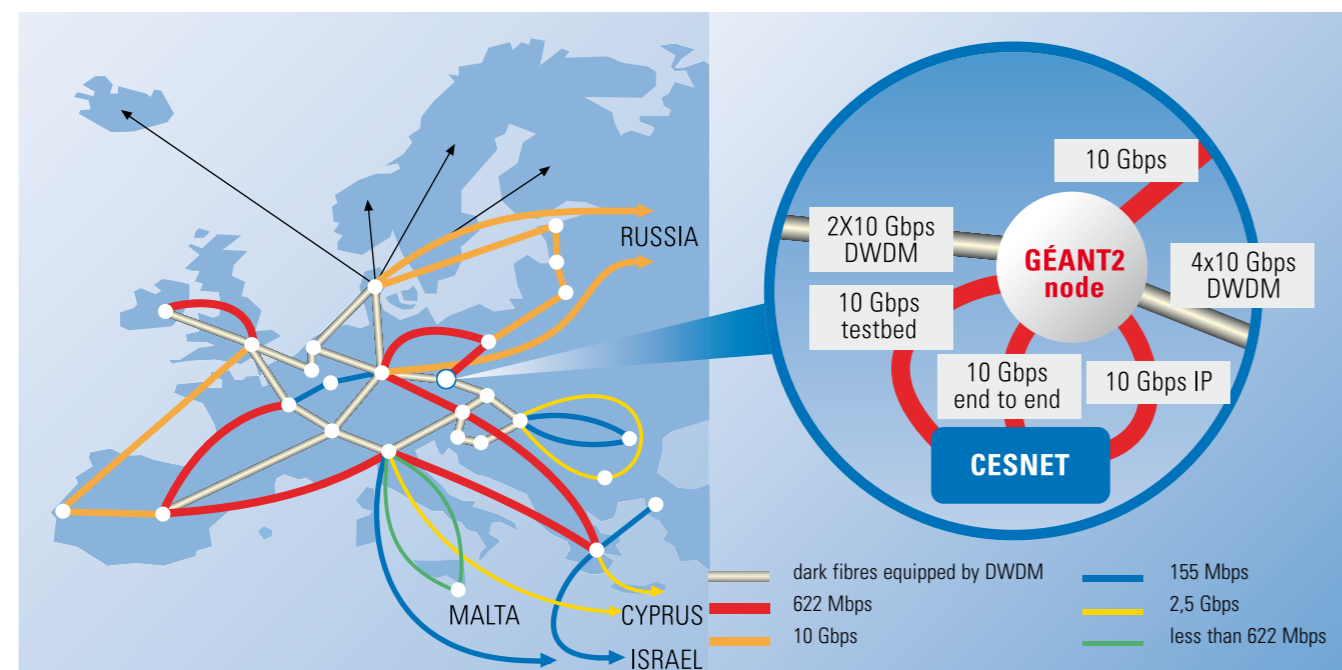 RUSSIA
MALTA
CYPRUS
ISRAEL
10 Gbps
2X10 Gbps
DWDM
GÉANT2
node
4x10 Gbps
DWDM
10 Gbps
testbed
10 Gbps
end to end
10 Gbps IP
CESNET
dark fibres equipped by DWDM
622 Mbps
10 Gbps
155 Mbps
2,5 Gbps
less than 622 Mbps